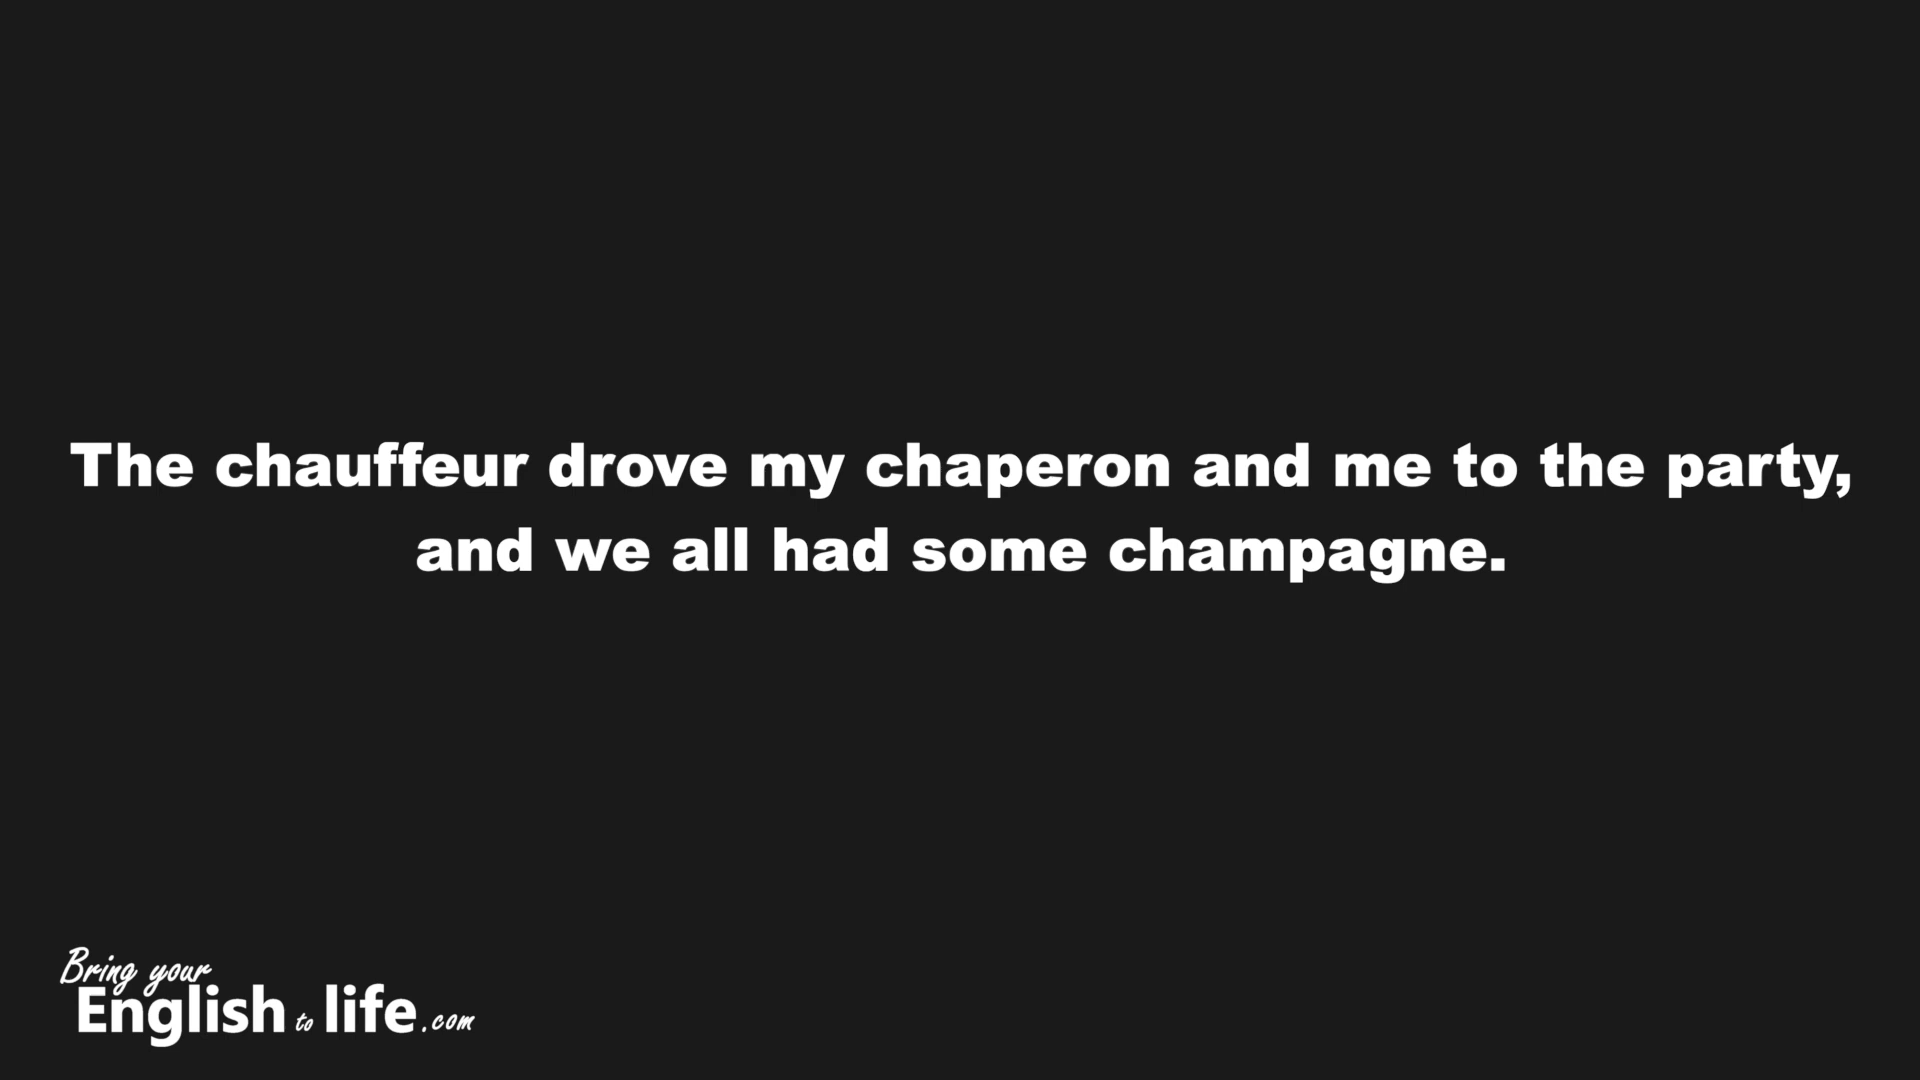 The chauffeur drove my chaperon and me to the party,
and we all had some champagne.
Bring your
English to life.com